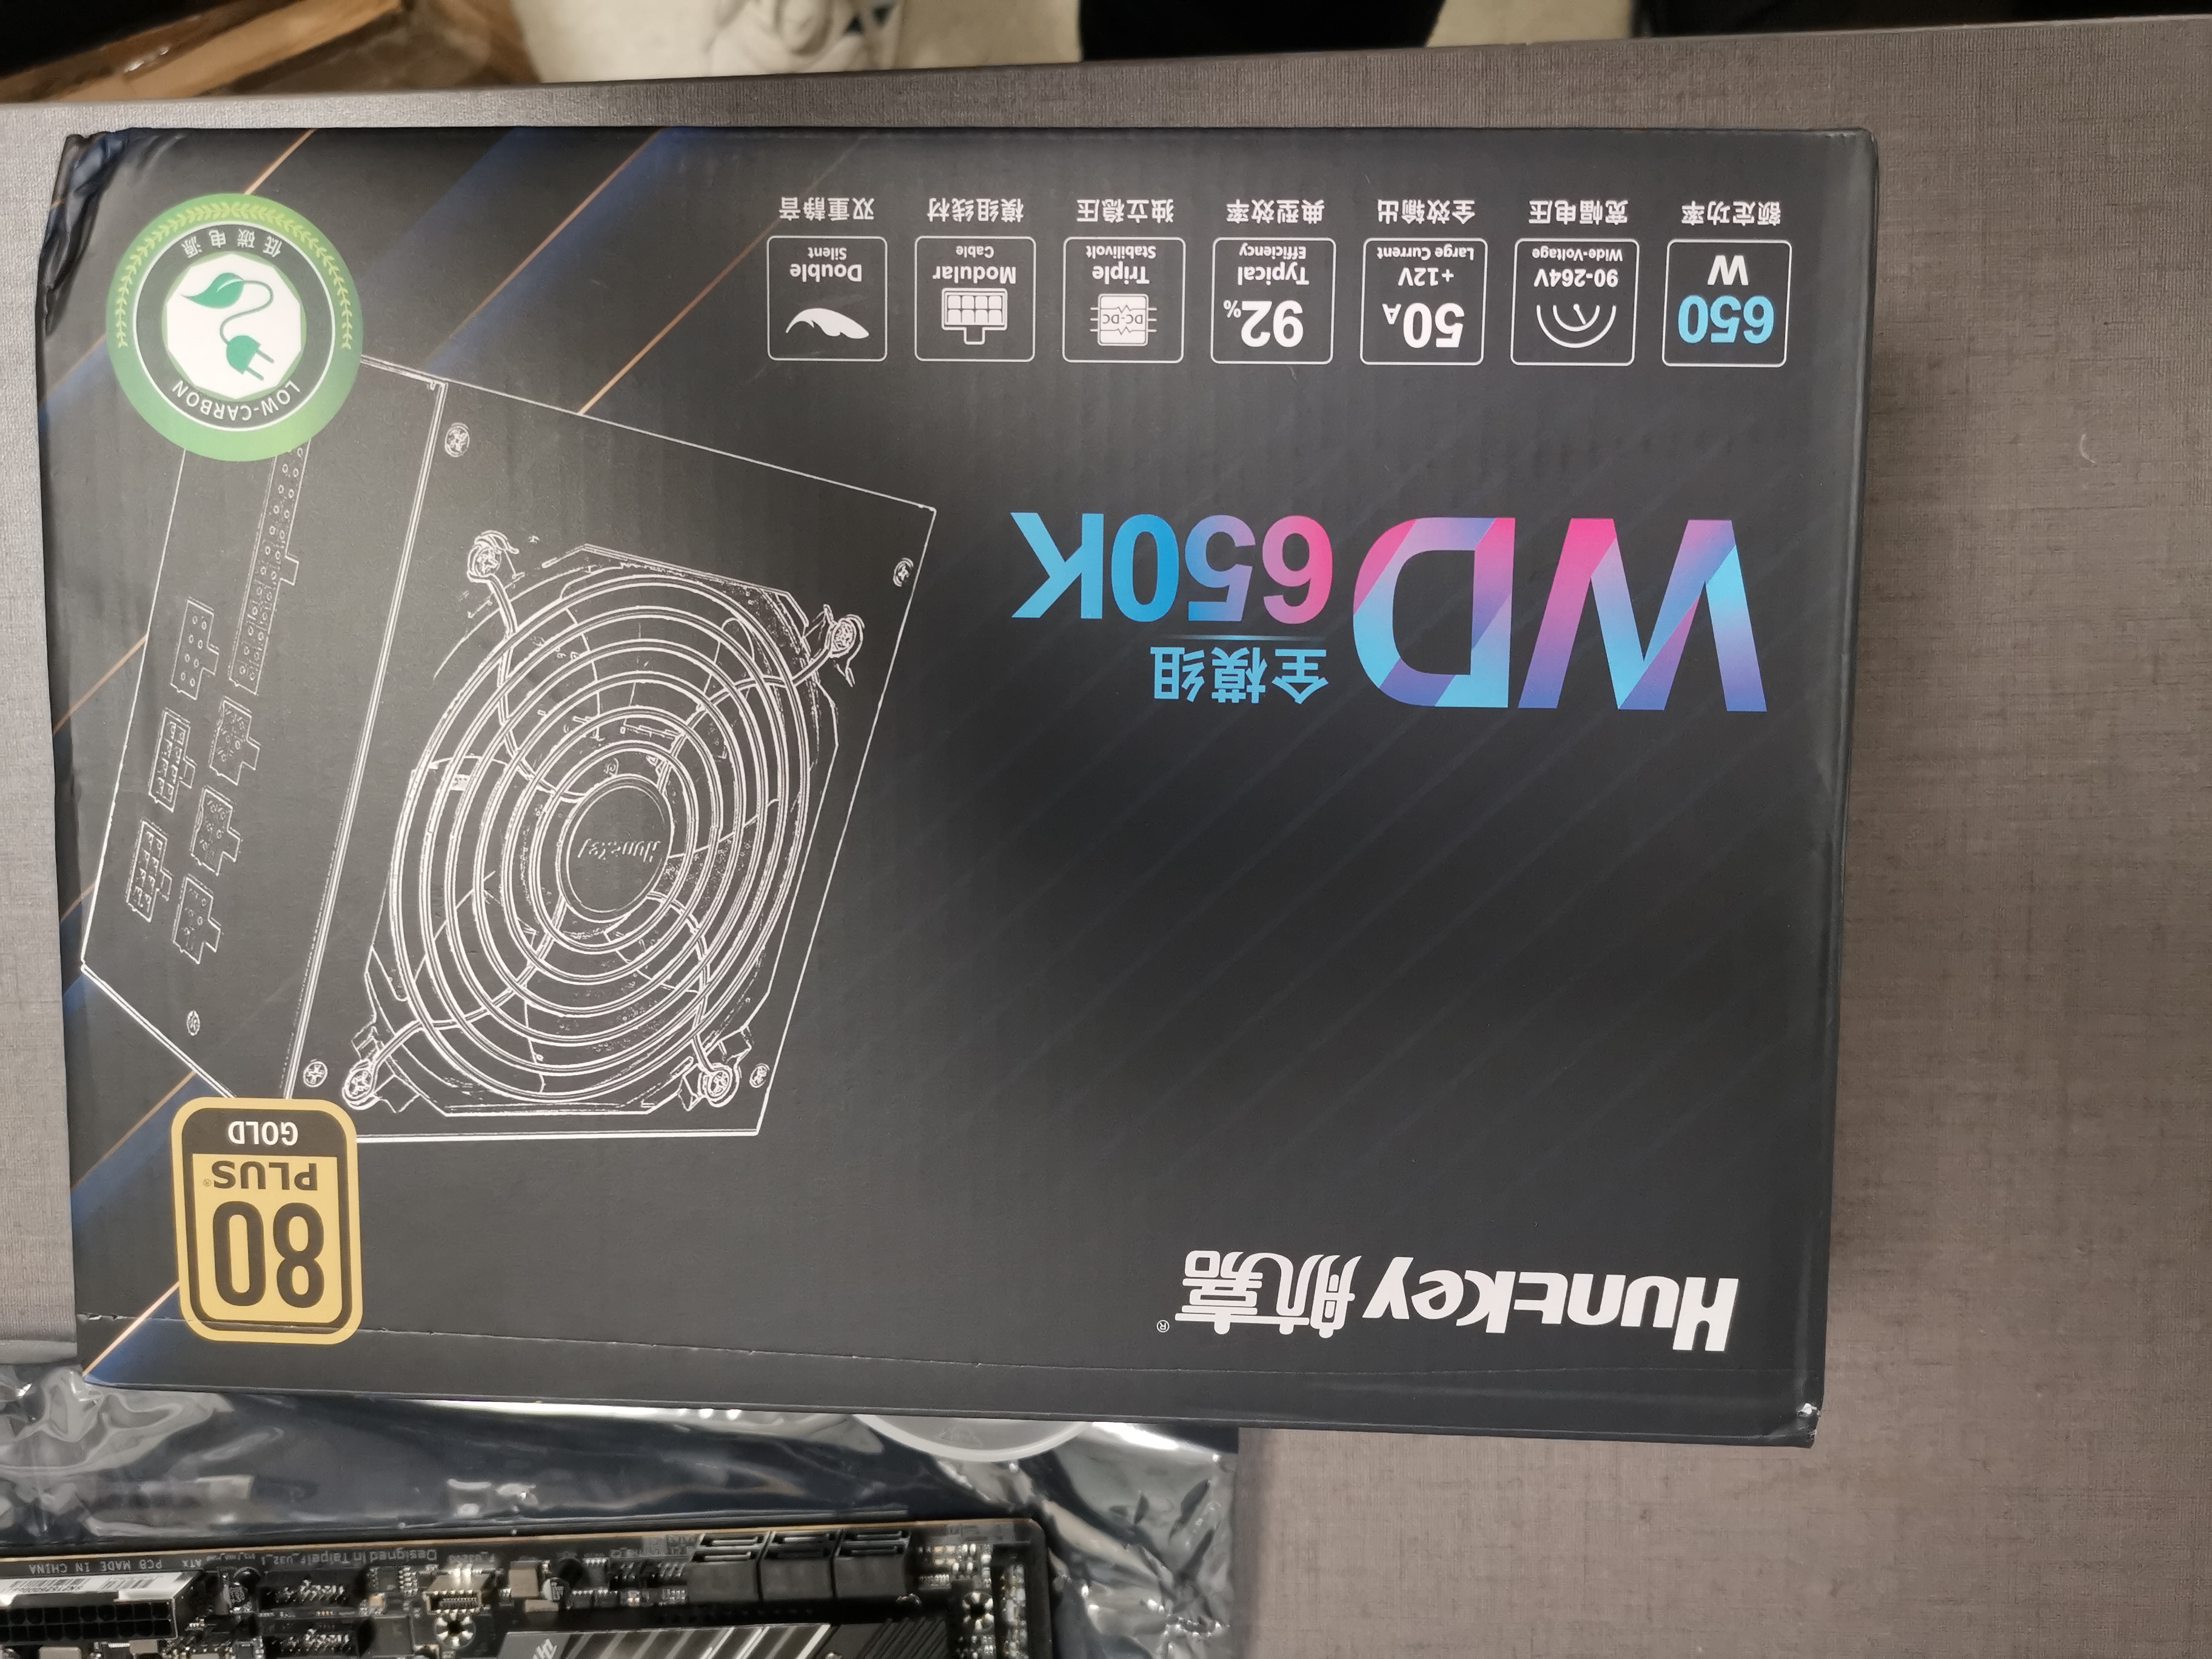 Designed in Taipei
F_U32_1
ATX
PCB MADE IN CHINA
Huntkey 航嘉®
80
PLUS®
GOLD
Huntkey
WD 全模组
650K
650
W
额定功率
90-264V
Wide-Voltage
宽幅电压
50A
+12V
Large Current
全效输出
92%
Typical
Efficiency
典型效率
DC-DC
Triple
Stabilivolt
独立稳压
Modular
Cable
模组线材
Double
Silent
双重静音
LOW-CARBON
低碳电源